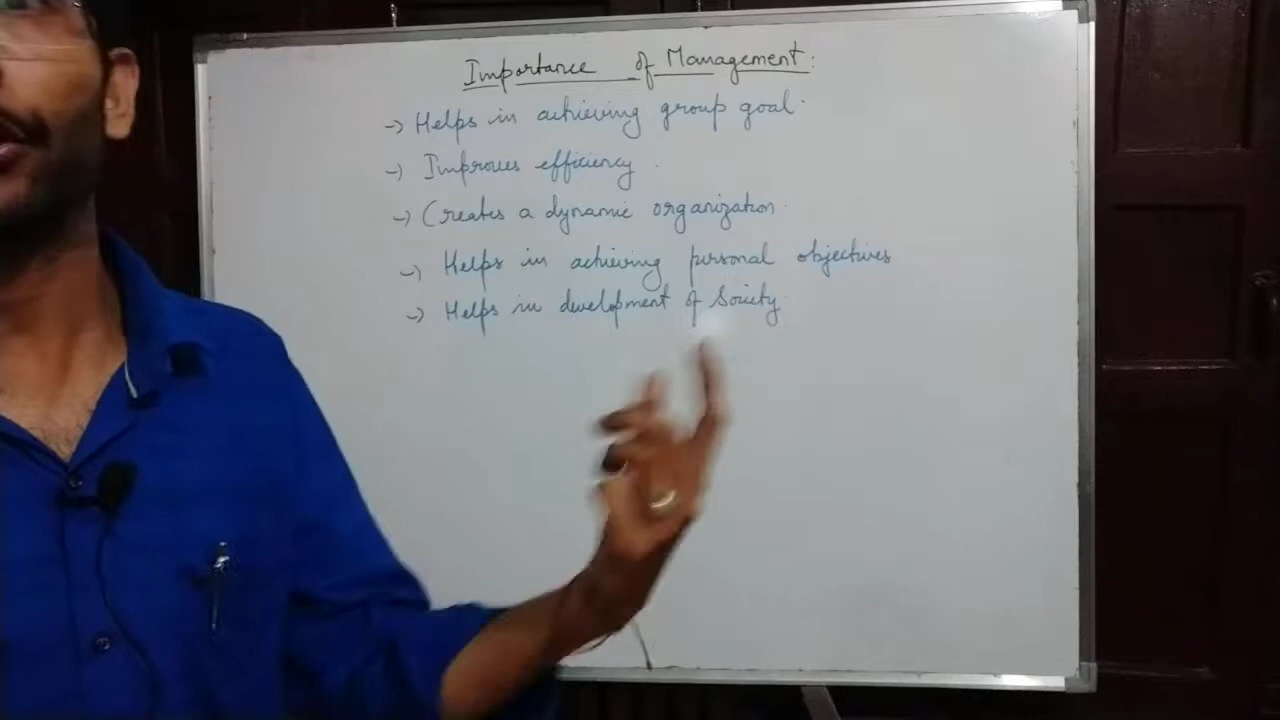 Importance of Management:
-> Helps in achieving group goal.
-> Improves efficiency.
-> Creates a dynamic organization.
-> Helps in achieving personal objectives
-> Helps in development of Society.